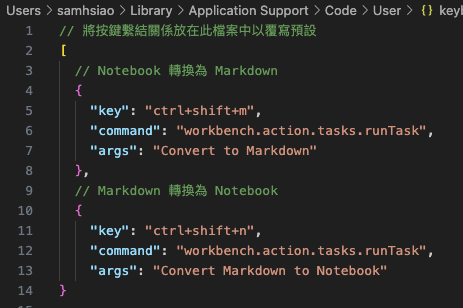 Users > samhsiao > Library > Application Support > Code > User > {}
1 // 將按鍵繫結關係放在此檔案中以覆寫預設
2 [
3 // Notebook 轉換為 Markdown
4 {
5 "key": "ctrl+shift+m",
6 "command": "workbench.action.tasks.runTask",
7 "args": "Convert to Markdown"
8 },
9 // Markdown 轉換為 Notebook
10 {
11 "key": "ctrl+shift+n",
12 "command": "workbench.action.tasks.runTask",
13 "args": "Convert Markdown to Notebook"
14 }